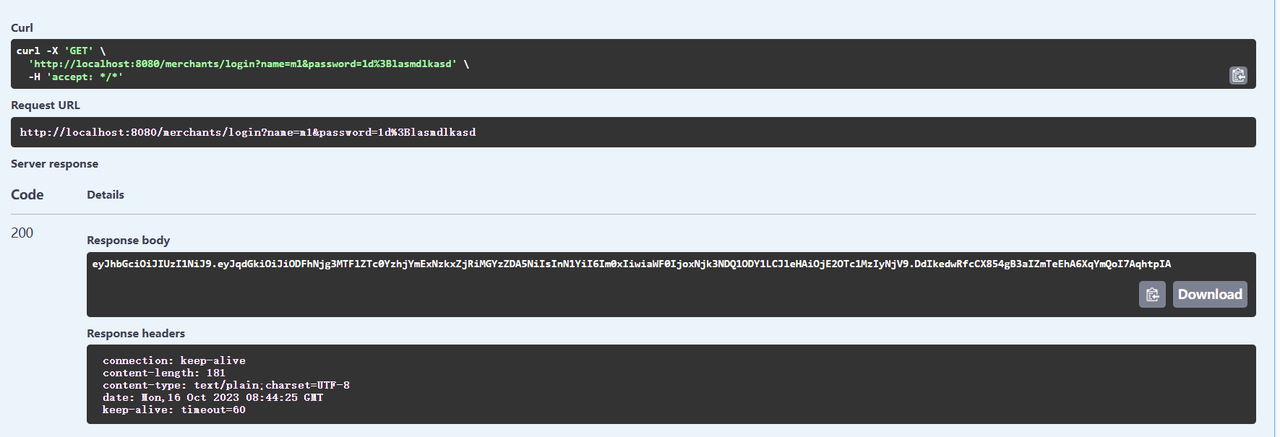 Curl
curl -X 'GET' \
'http://localhost:8080/merchants/login?name=m1&password=1d%3Blasmdlkasd' \
-H 'accept: */*'
Request URL
http://localhost:8080/merchants/login?name=m1&password=1d%3Blasmdlkasd
Server response
Code Details
200
Response body
eyJhbGciOiJIUzI1NiJ9.eyJqdGkiOiJiODFhNjg3MTF1ZTc0YzhjYmExNzkxZjRiMGYzZDA5NiIsInN1YiI6Im0xIiwiaWF0IjoxNjk3NDQ1ODY1LCJleHAiOjE2OTc1MzIyNjV9.DdIkedwRfcCX854gB3aIZmTeEhA6XqYmQoI7AqhtpIA
Download
Response headers
connection: keep-alive
content-length: 181
content-type: text/plain;charset=UTF-8
date: Mon,16 Oct 2023 08:44:25 GMT
keep-alive: timeout=60